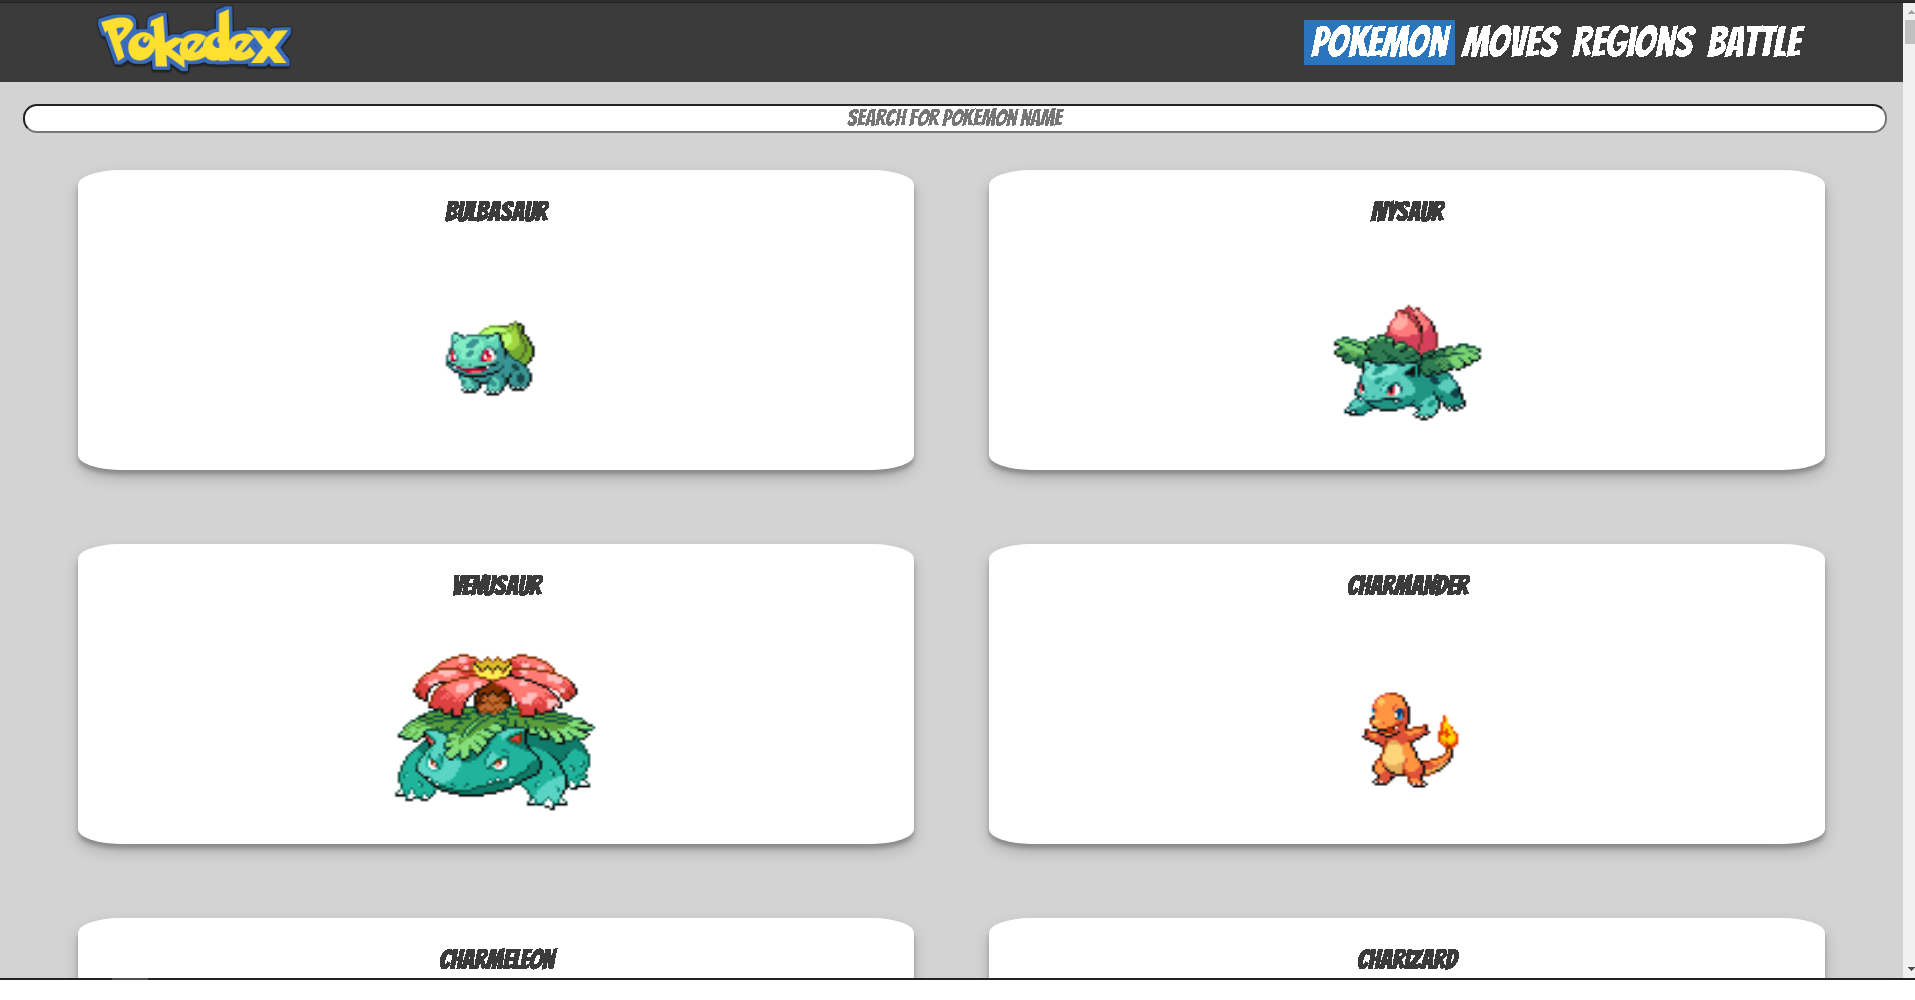 Pokedex
POKEMON MOVES REGIONS BATTLE
SEARCH FOR POKEMON NAME
BULBASAUR
IVYSAUR
VENUSAUR
CHARMANDER
CHARMELEON
CHARIZARD